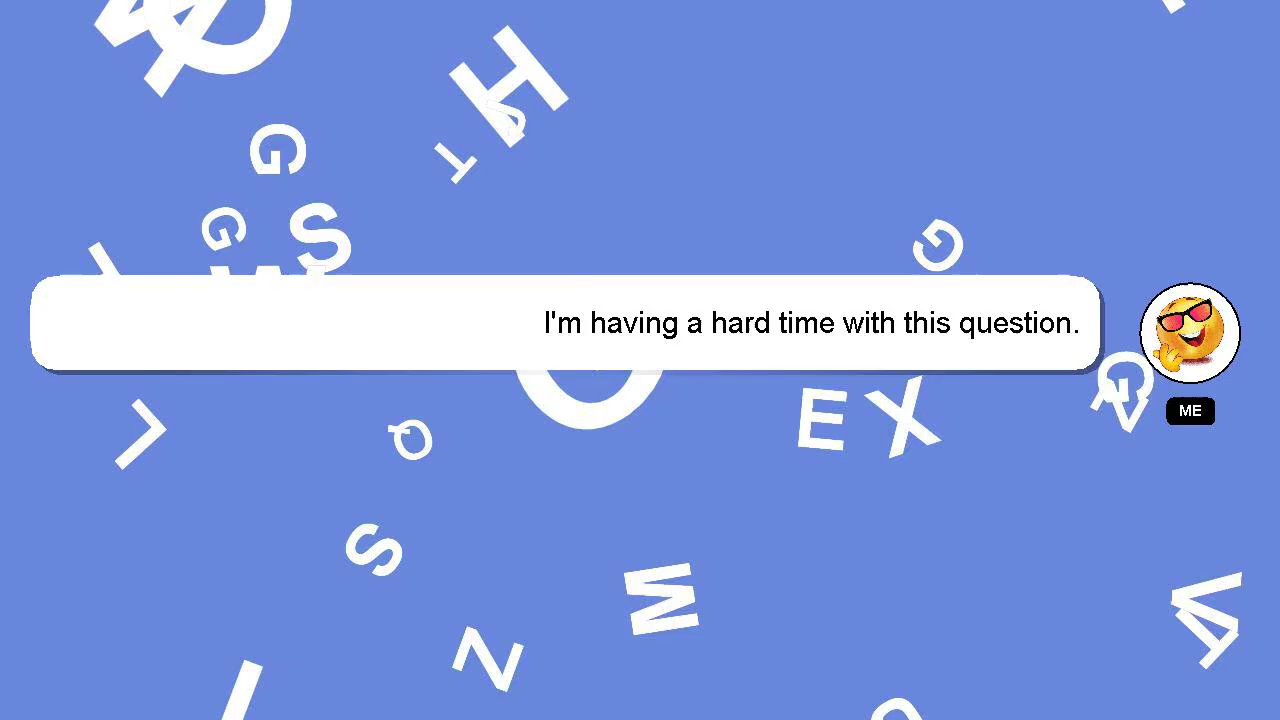 H
G
T
G
S
G
I'm having a hard time with this question.
ME
E X
L
Q
S
M
Z